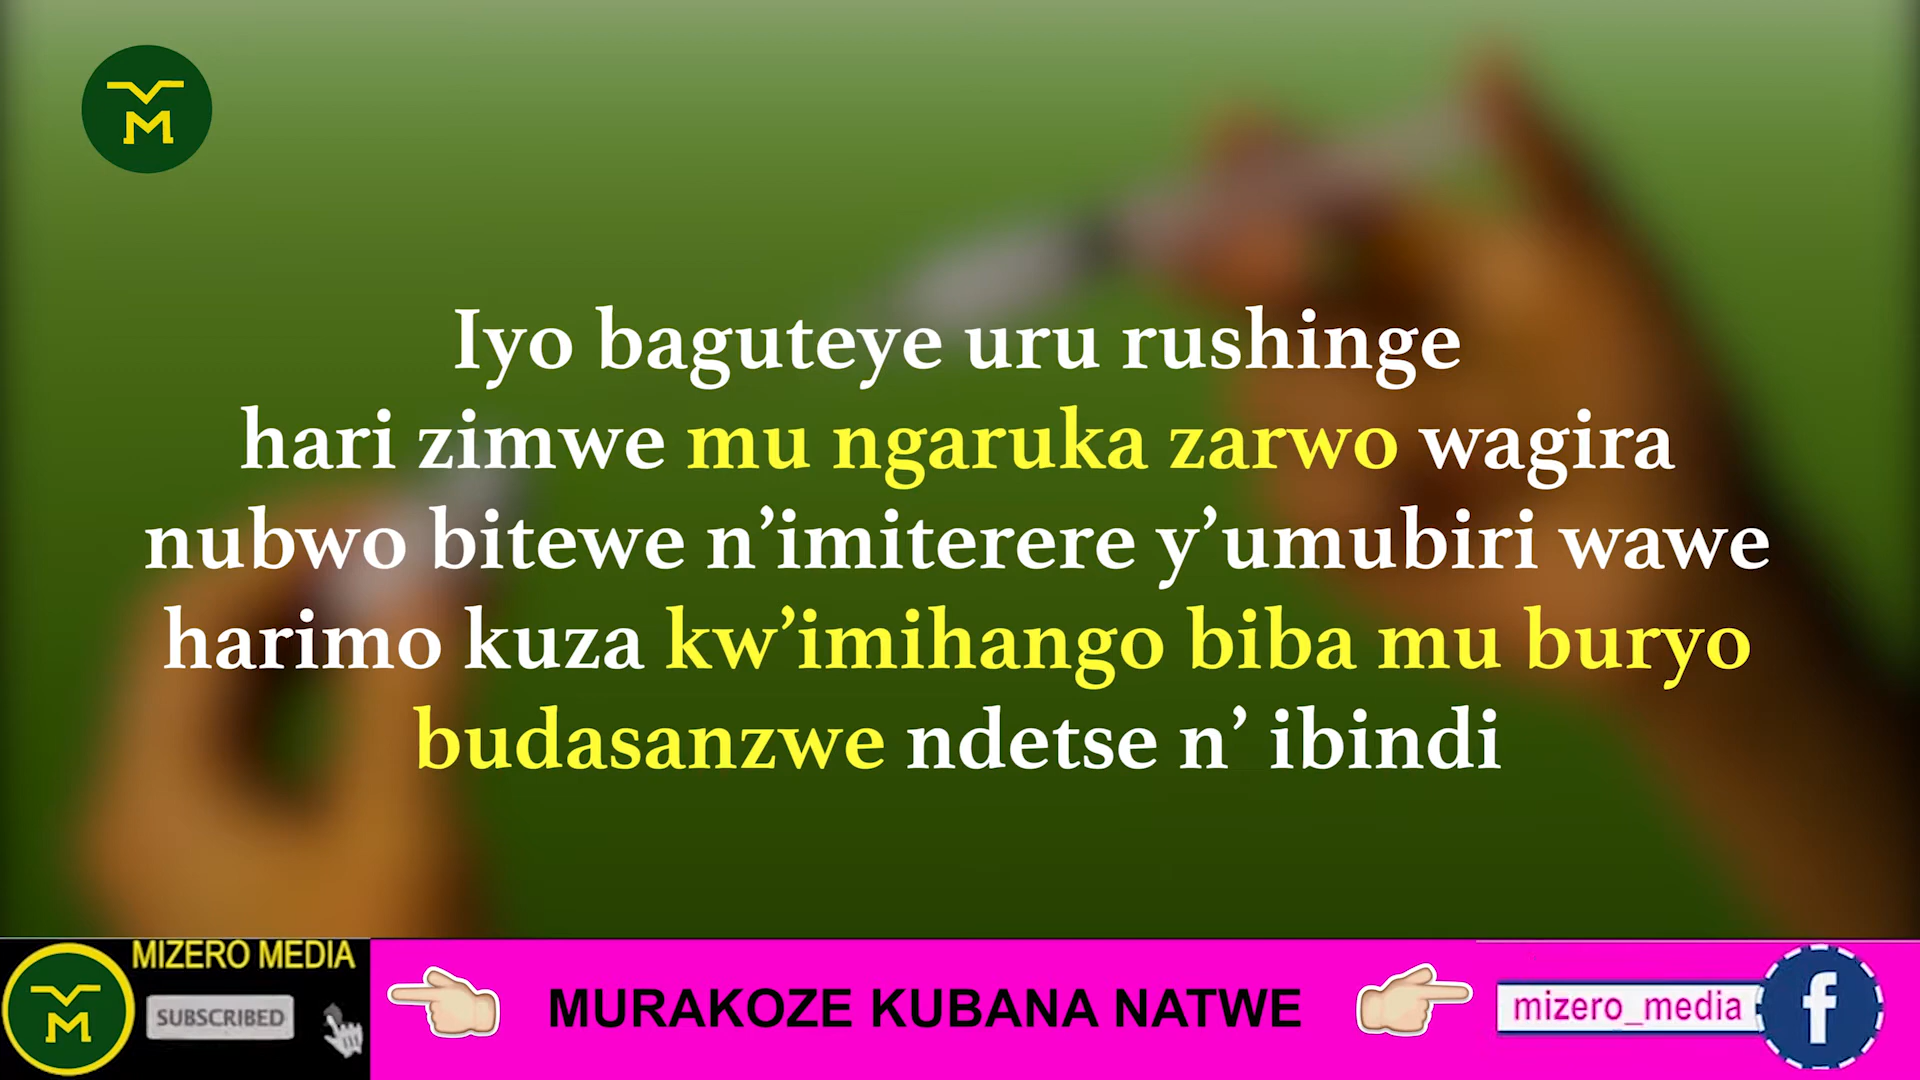 Iyo baguteye uru rushinge
hari zimwe mu ngaruka zarwo wagira
nubwo bitewe n’imiterere y’umubiri wawe
harimo kuza kw’imihango biba mu buryo
budasanzwe ndetse n’ ibindi
MIZERO MEDIA
SUBSCRIBED
MURAKOZE KUBANA NATWE
mizero_media
f
M
M